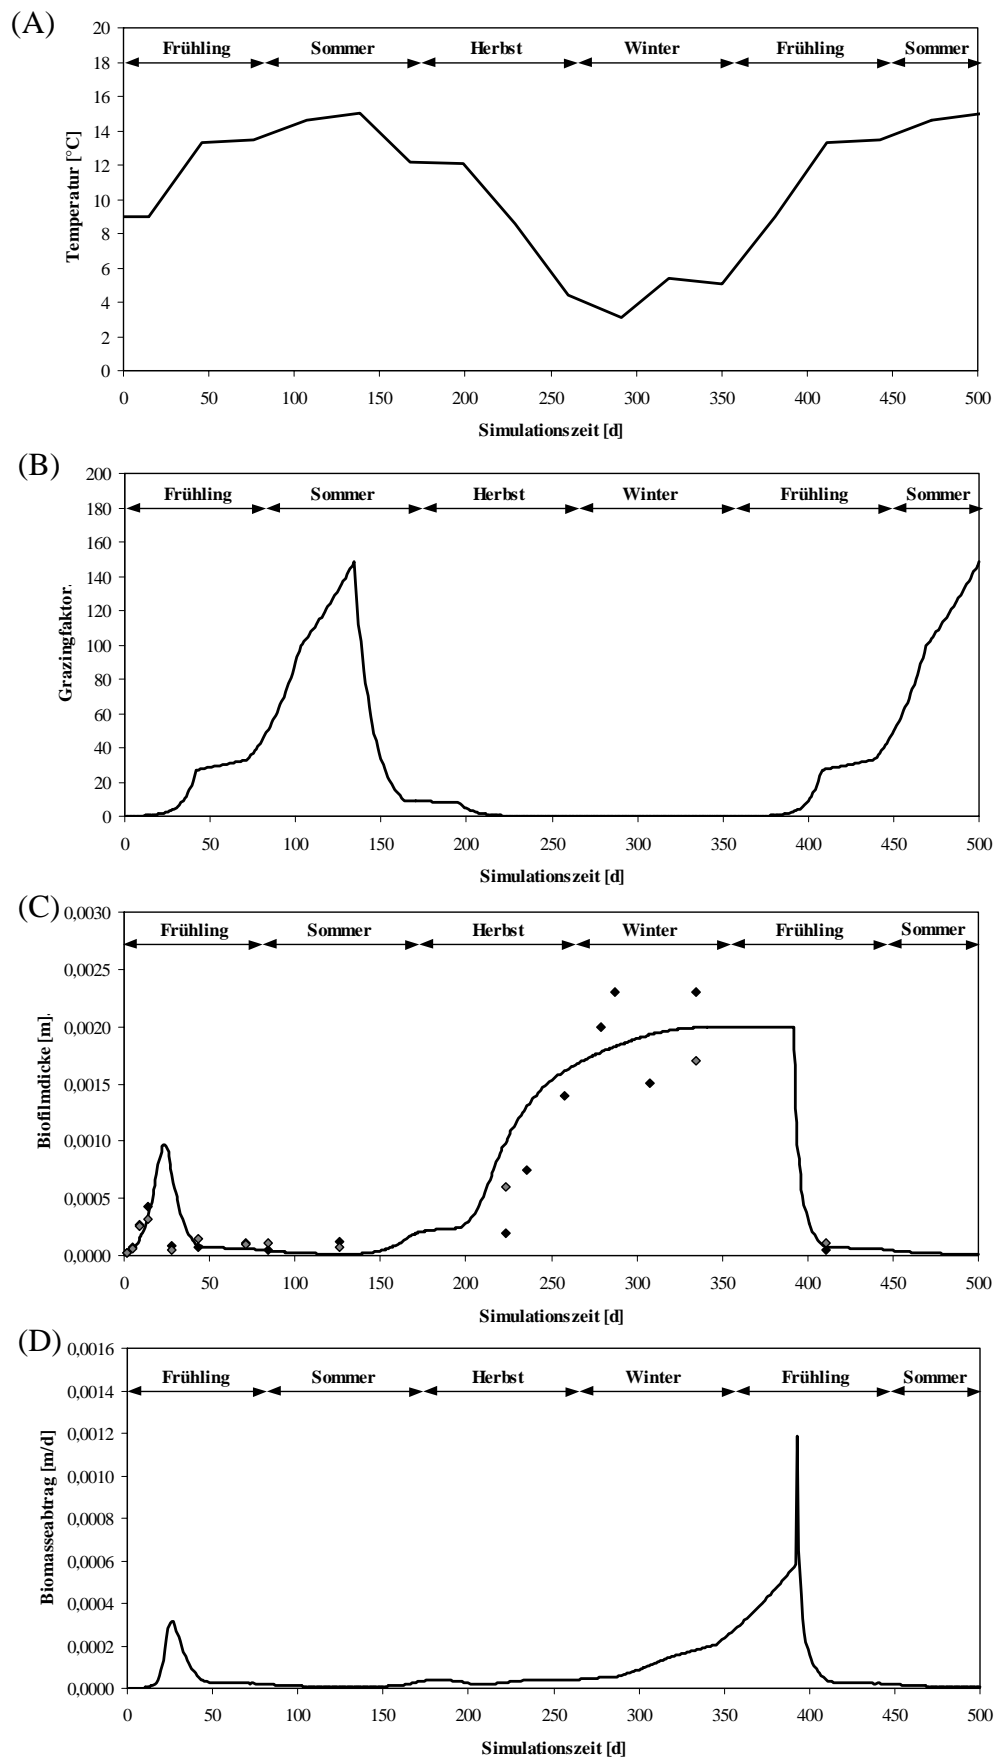 (A)
20
18
16
14
12
10
8
6
4
2
0
Temperatur [°C]
Frühling Sommer Herbst Winter Frühling Sommer
0 50 100 150 200 250 300 350 400 450 500
Simulationszeit [d]
(B)
200
180
160
140
120
100
80
60
40
20
0
Grazingfaktor.
Frühling Sommer Herbst Winter Frühling Sommer
0 50 100 150 200 250 300 350 400 450 500
Simulationszeit [d]
(C)
0,0030
0,0025
0,0020
0,0015
0,0010
0,0005
0,0000
Biofilmdicke [m].
Frühling Sommer Herbst Winter Frühling Sommer
0 50 100 150 200 250 300 350 400 450 500
Simulationszeit [d]
(D)
0,0016
0,0014
0,0012
0,0010
0,0008
0,0006
0,0004
0,0002
0,0000
Biomasseabtrag [m/d]
Frühling Sommer Herbst Winter Frühling Sommer
0 50 100 150 200 250 300 350 400 450 500
Simulationszeit [d]